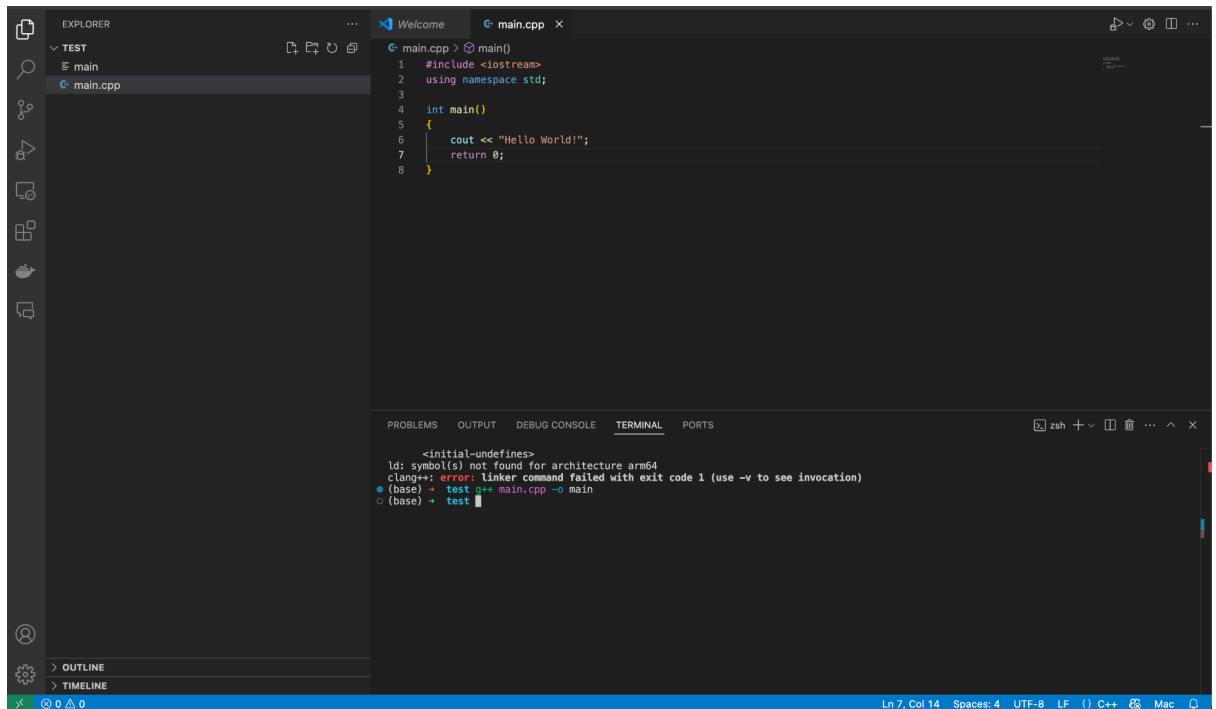 EXPLORER
TEST
main
main.cpp
OUTLINE
TIMELINE
Welcome
main.cpp
main.cpp > main()
1 #include <iostream>
2 using namespace std;
3
4 int main()
5 {
6 cout << "Hello World!";
7 return 0;
8 }
PROBLEMS OUTPUT DEBUG CONSOLE TERMINAL PORTS
zsh
<initial-undefines>
ld: symbol(s) not found for architecture arm64
clang++: error: linker command failed with exit code 1 (use -v to see invocation)
(base) → test g++ main.cpp -o main
(base) → test
0 0
Ln 7, Col 14 Spaces: 4 UTF-8 LF {} C++ Mac